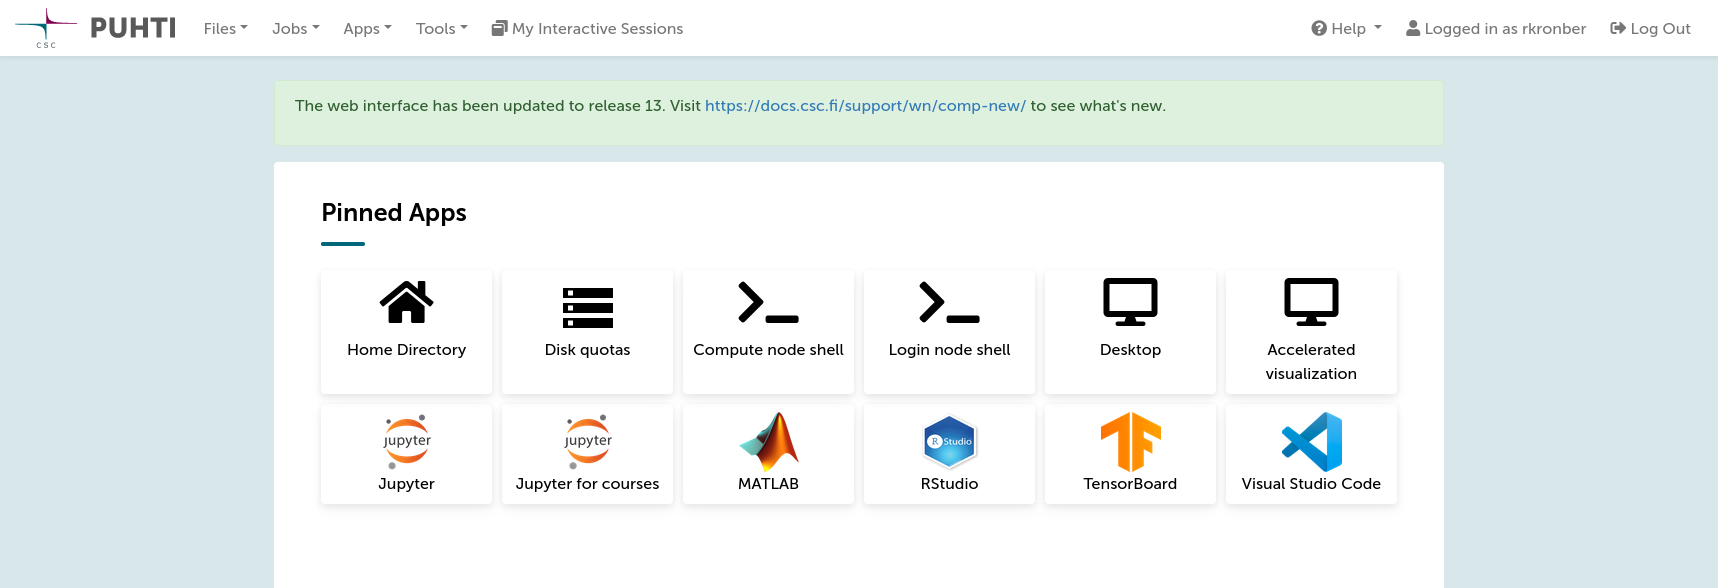 CSC
PUHTI
Files
Jobs
Apps
Tools
My Interactive Sessions
Help
Logged in as rkronber
Log Out
The web interface has been updated to release 13. Visit https://docs.csc.fi/support/wn/comp-new/ to see what's new.
Pinned Apps
Home Directory
Disk quotas
Compute node shell
Login node shell
Desktop
Accelerated
visualization
jupyter
Jupyter
jupyter
Jupyter for courses
MATLAB
R Studio
RStudio
TensorBoard
Visual Studio Code